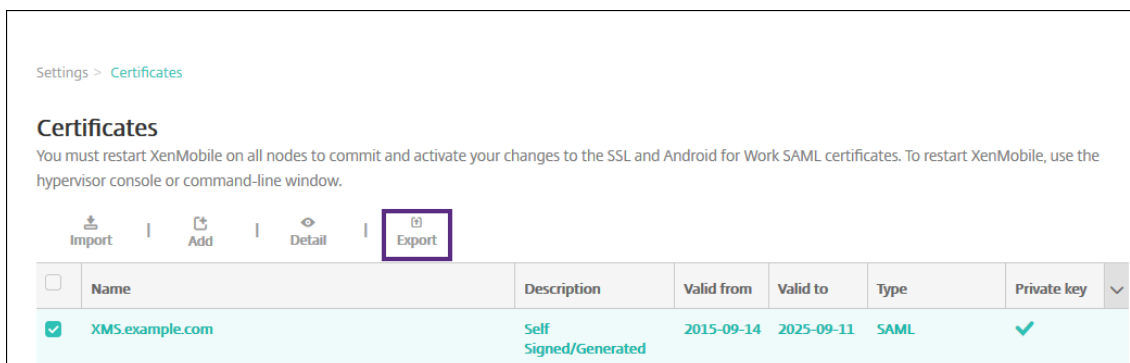 Settings > Certificates
Certificates
You must restart XenMobile on all nodes to commit and activate your changes to the SSL and Android for Work SAML certificates. To restart XenMobile, use the
hypervisor console or command-line window.
Import | Add | Detail | Export
Name Description Valid from Valid to Type Private key
XMS.example.com Self 2015-09-14 2025-09-11 SAML
Signed/Generated